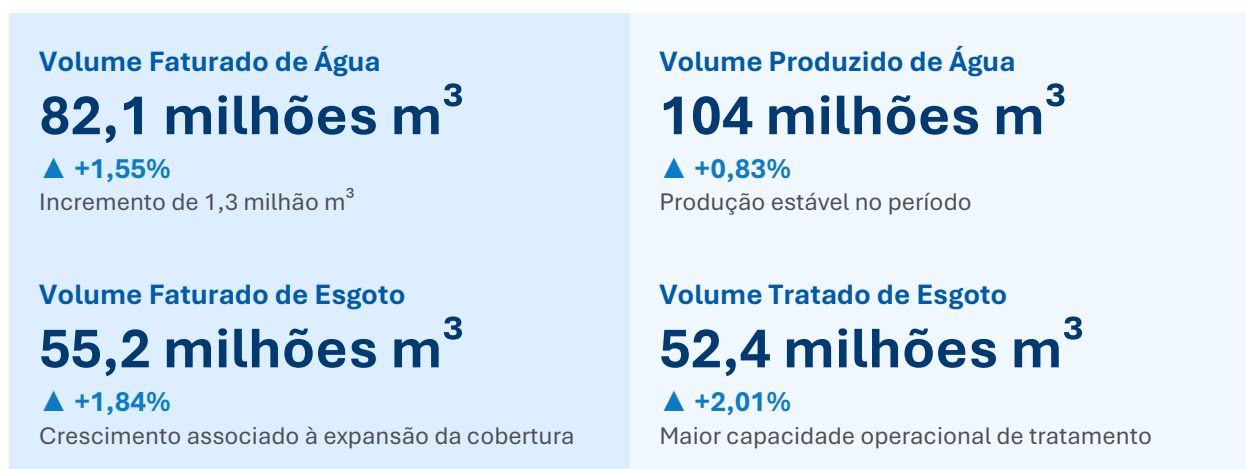 Volume Faturado de Água
82,1 milhões m³
▲ +1,55%
Incremento de 1,3 milhão m³
Volume Produzido de Água
104 milhões m³
▲ +0,83%
Produção estável no período
Volume Faturado de Esgoto
55,2 milhões m³
▲ +1,84%
Crescimento associado à expansão da cobertura
Volume Tratado de Esgoto
52,4 milhões m³
▲ +2,01%
Maior capacidade operacional de tratamento